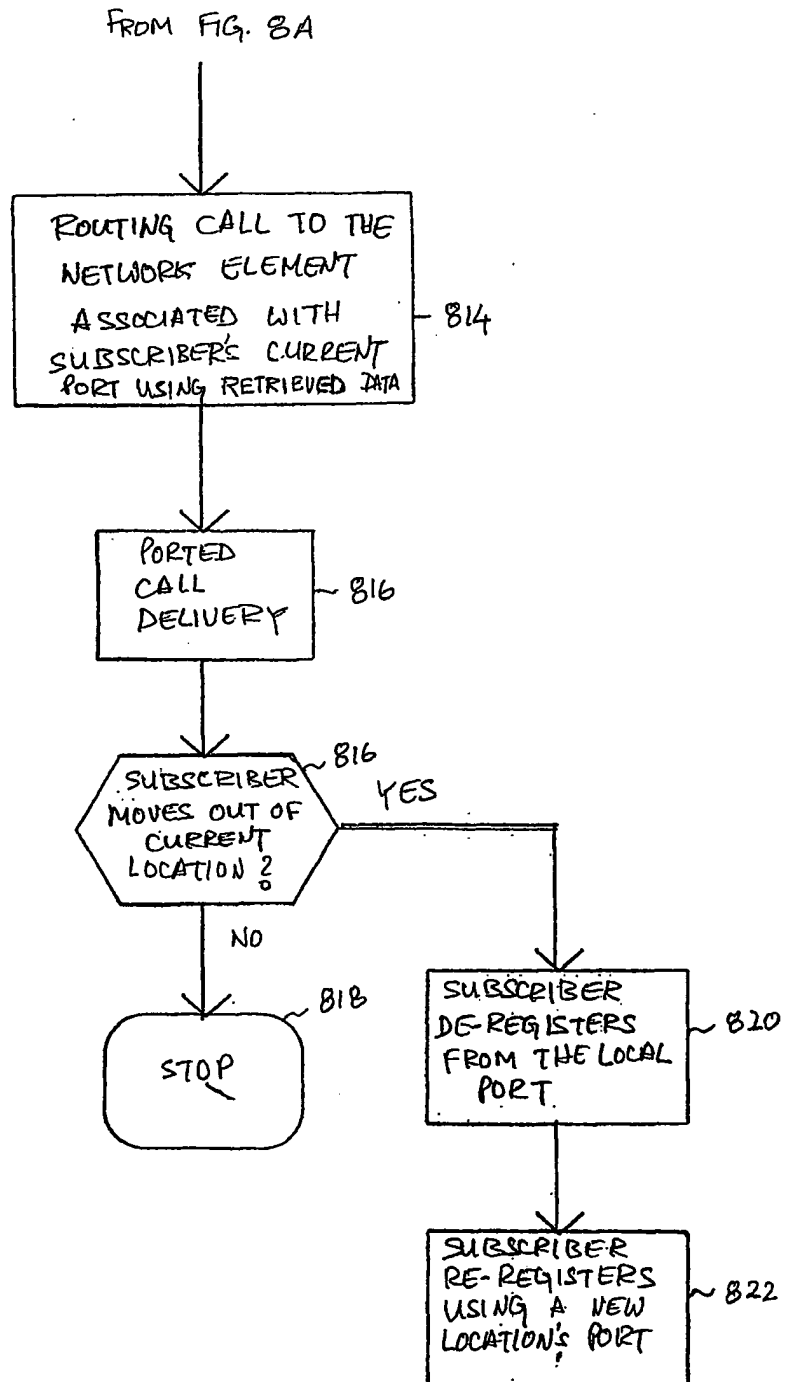 FROM FIG. 8A
ROUTING CALL TO THE
NETWORK ELEMENT
ASSOCIATED WITH
SUBSCRIBER'S CURRENT
PORT USING RETRIEVED DATA
814
PORTED
CALL
DELIVERY
816
816
SUBSCRIBER
MOVES OUT OF
CURRENT
LOCATION?
YES
NO
818
STOP
SUBSCRIBER
DE-REGISTERS
FROM THE LOCAL
PORT
820
SUBSCRIBER
RE-REGISTERS
USING A NEW
LOCATION'S PORT
822